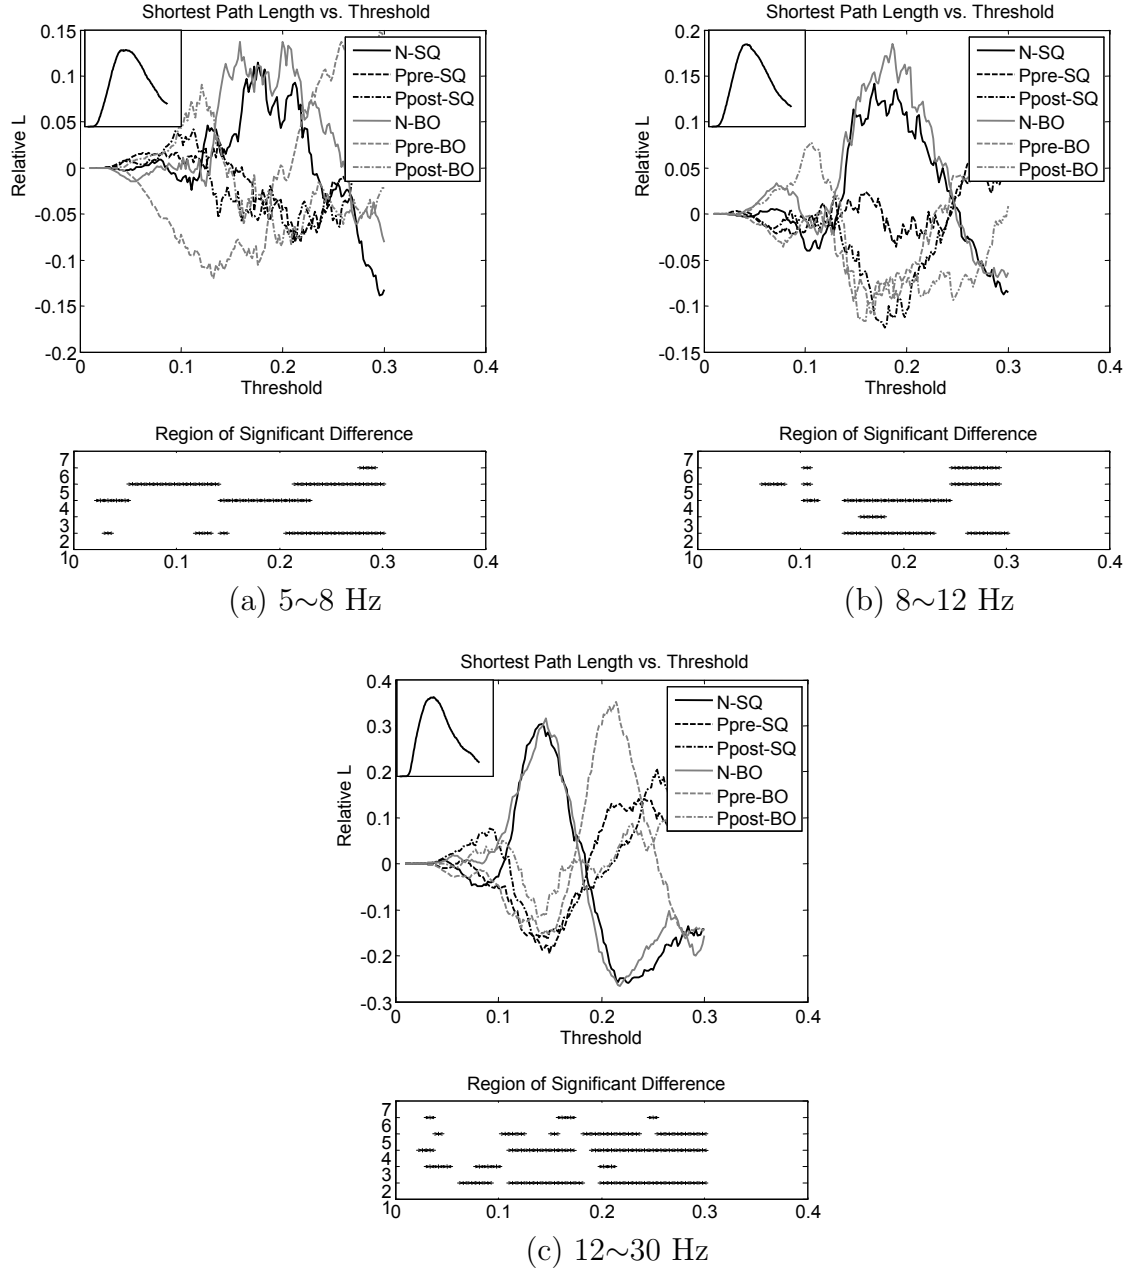 Shortest Path Length vs. Threshold
0.15
0.1
0.05
0
-0.05
-0.1
-0.15
-0.2
Relative L
N-SQ
Ppre-SQ
Ppost-SQ
N-BO
Ppre-BO
Ppost-BO
0 0.1 0.2 0.3 0.4
Threshold
Region of Significant Difference
7
6
5
4
3
2
1
0 0.1 0.2 0.3 0.4
(a) 5~8 Hz
Shortest Path Length vs. Threshold
0.2
0.15
0.1
0.05
0
-0.05
-0.1
-0.15
Relative L
N-SQ
Ppre-SQ
Ppost-SQ
N-BO
Ppre-BO
Ppost-BO
0 0.1 0.2 0.3 0.4
Threshold
Region of Significant Difference
7
6
5
4
3
2
1
0 0.1 0.2 0.3 0.4
(b) 8~12 Hz
Shortest Path Length vs. Threshold
0.4
0.3
0.2
0.1
0
-0.1
-0.2
-0.3
Relative L
N-SQ
Ppre-SQ
Ppost-SQ
N-BO
Ppre-BO
Ppost-BO
0 0.1 0.2 0.3 0.4
Threshold
Region of Significant Difference
7
6
5
4
3
2
1
0 0.1 0.2 0.3 0.4
(c) 12~30 Hz